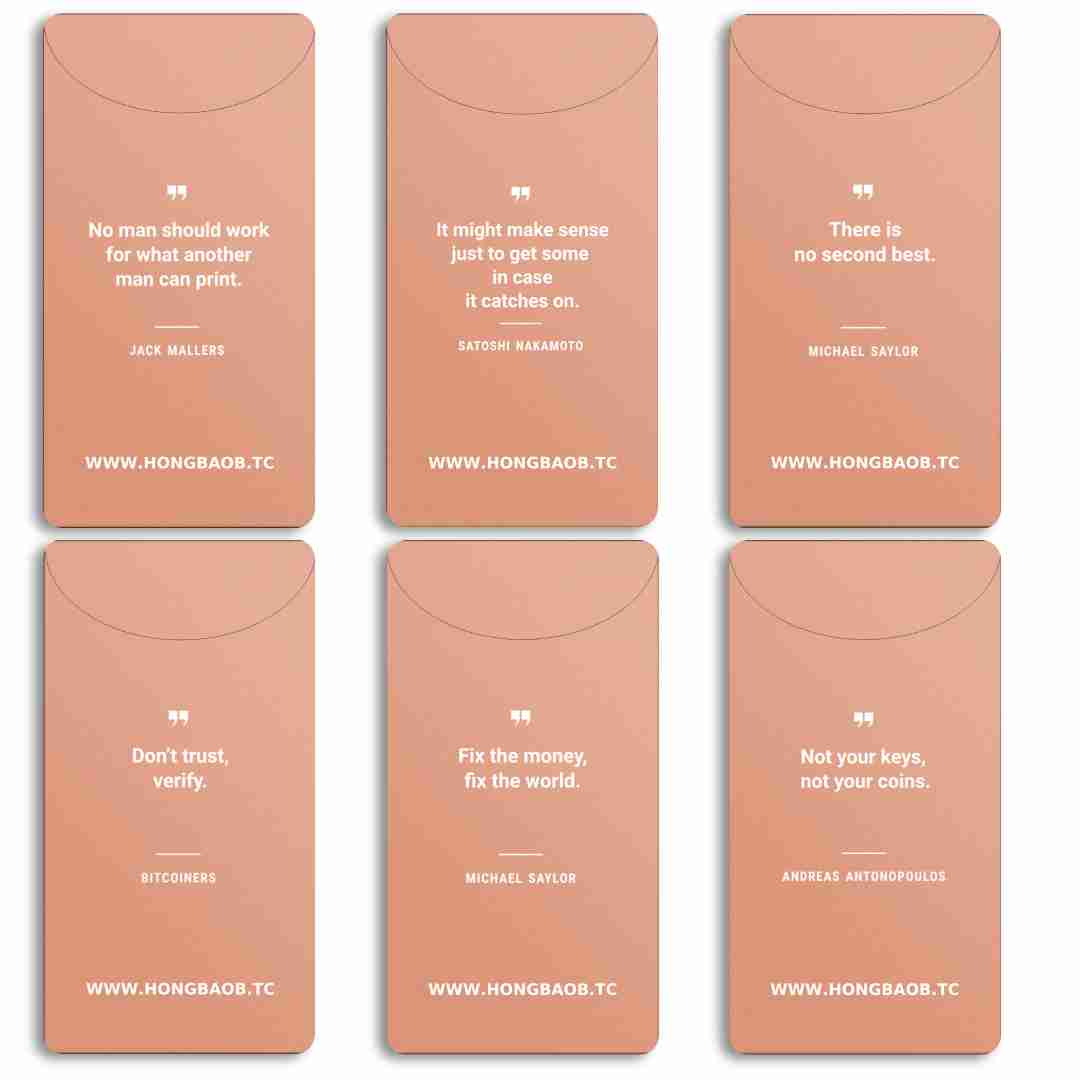 ❞
No man should work
for what another
man can print.
JACK MALLERS
WWW.HONGBAOB.TC
❞
It might make sense
just to get some
in case
it catches on.
SATOSHI NAKAMOTO
WWW.HONGBAOB.TC
❞
There is
no second best.
MICHAEL SAYLOR
WWW.HONGBAOB.TC
❞
Don't trust,
verify.
BITCOINERS
WWW.HONGBAOB.TC
❞
Fix the money,
fix the world.
MICHAEL SAYLOR
WWW.HONGBAOB.TC
❞
Not your keys,
not your coins.
ANDREAS ANTONOPOULOS
WWW.HONGBAOB.TC